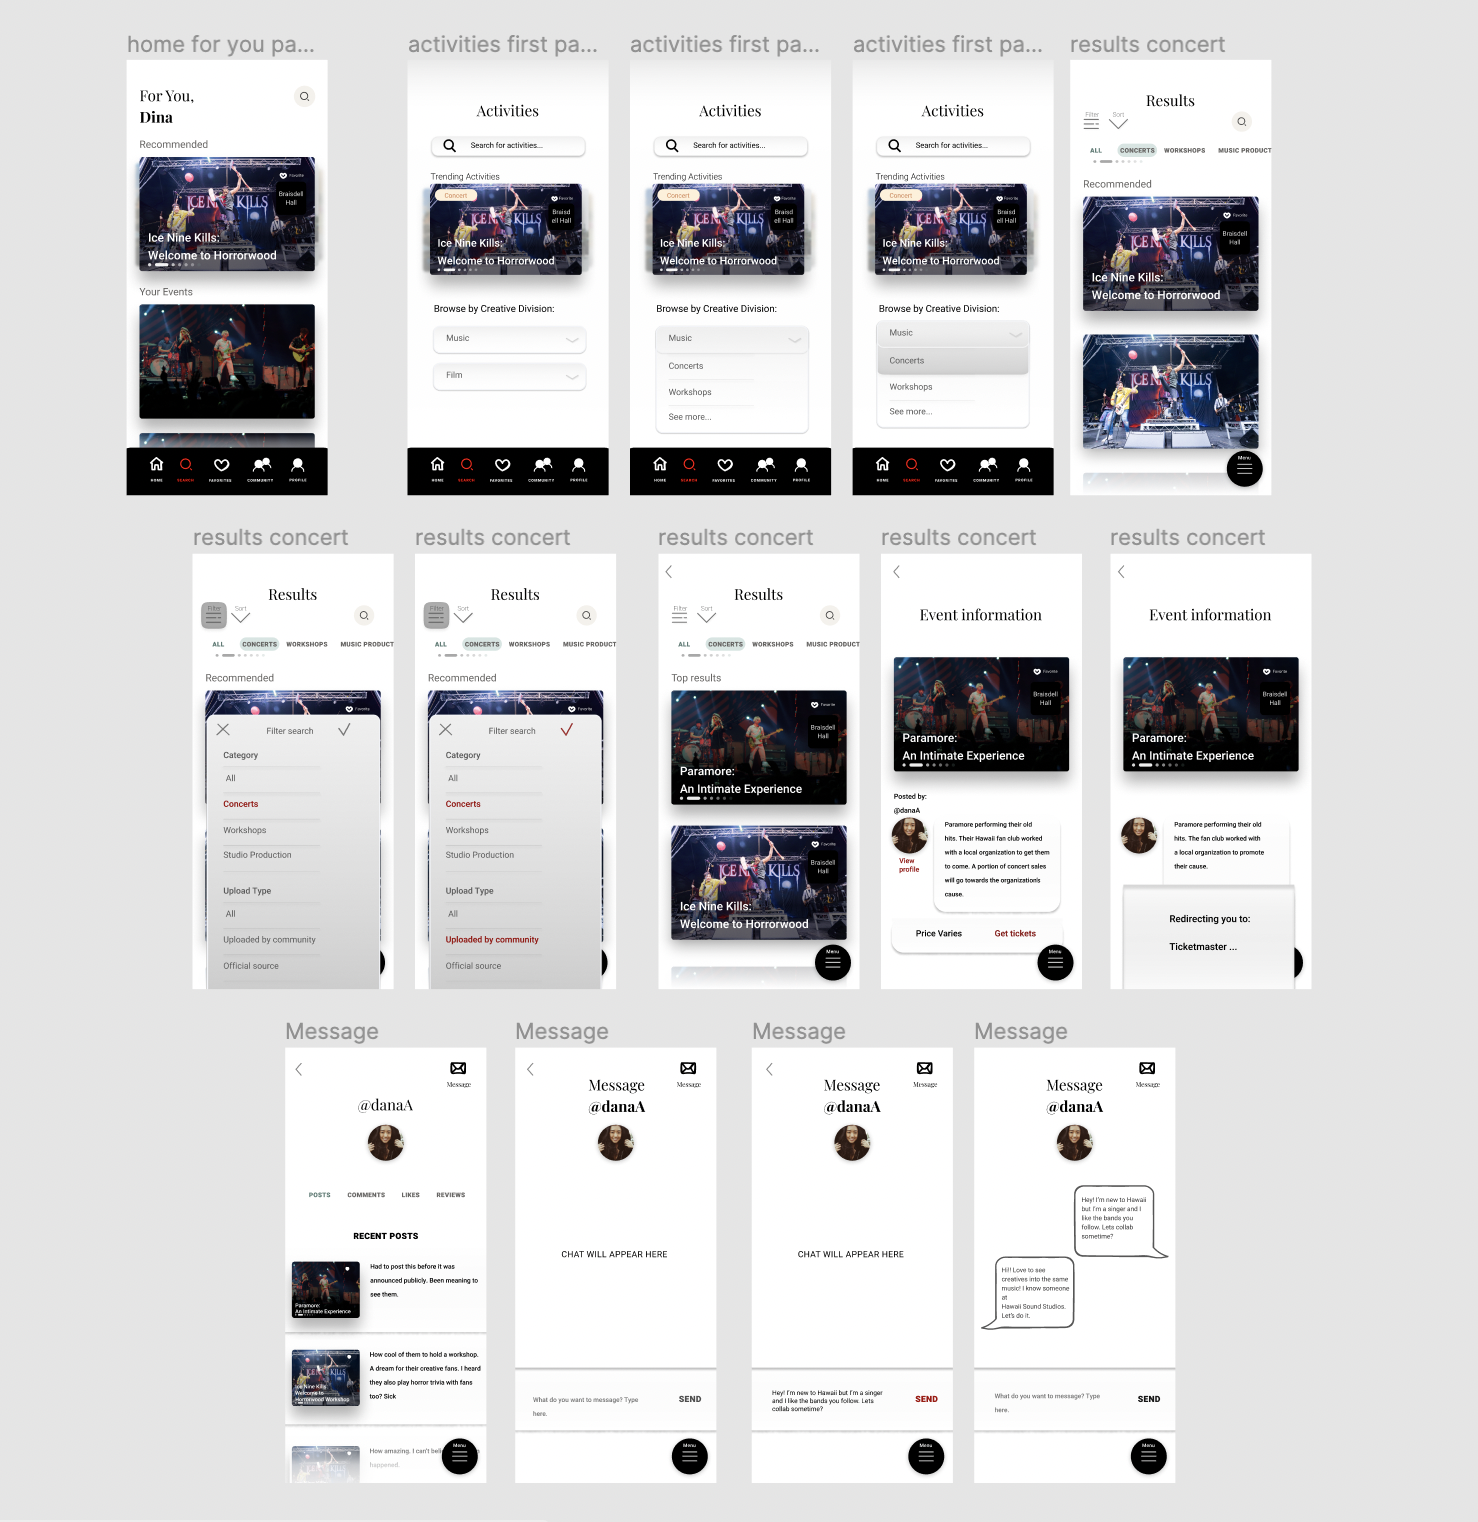 home for you pa...
For You,
Dina
Recommended
Favorite
Braisdell
Hall
ICE N KILLS
Ice Nine Kills:
Welcome to Horrorwood
Your Events
HOME
SEARCH
FAVORITES
COMMUNITY
PROFILE
activities first pa...
Activities
Search for activities...
Trending Activities
Concert
Favorite
Braisd
ell Hall
ICE N KILLS
Ice Nine Kills:
Welcome to Horrorwood
Browse by Creative Division:
Music
Film
HOME
SEARCH
FAVORITES
COMMUNITY
PROFILE
activities first pa...
Activities
Search for activities...
Trending Activities
Concert
Favorite
Braisd
ell Hall
ICE N KILLS
Ice Nine Kills:
Welcome to Horrorwood
Browse by Creative Division:
Music
Concerts
Workshops
See more...
HOME
SEARCH
FAVORITES
COMMUNITY
PROFILE
activities first pa...
Activities
Search for activities...
Trending Activities
Concert
Favorite
Braisd
ell Hall
ICE N KILLS
Ice Nine Kills:
Welcome to Horrorwood
Browse by Creative Division:
Music
Concerts
Workshops
See more...
HOME
SEARCH
FAVORITES
COMMUNITY
PROFILE
results concert
Results
Filter
Sort
ALL
CONCERTS
WORKSHOPS
MUSIC PRODUCT
Recommended
Favorite
Braisdell
Hall
ICE N KILLS
Ice Nine Kills:
Welcome to Horrorwood
ICE N KILLS
Menu
results concert
Results
Filter
Sort
ALL
CONCERTS
WORKSHOPS
MUSIC PRODUCT
Recommended
Favorite
Filter search
Category
All
Concerts
Workshops
Studio Production
Upload Type
All
Uploaded by community
Official source
results concert
Results
Filter
Sort
ALL
CONCERTS
WORKSHOPS
MUSIC PRODUCT
Recommended
Favorite
Filter search
Category
All
Concerts
Workshops
Studio Production
Upload Type
All
Uploaded by community
Official source
results concert
Results
Filter
Sort
ALL
CONCERTS
WORKSHOPS
MUSIC PRODUCT
Top results
Favorite
Braisdell
Hall
Paramore:
An Intimate Experience
Favorite
Braisdell
Hall
ICE N KILLS
Ice Nine Kills:
Welcome to Horrorwood
Menu
results concert
Event information
Favorite
Braisdell
Hall
Paramore:
An Intimate Experience
Posted by:
@danaA
View
profile
Paramore performing their old
hits. Their Hawaii fan club worked
with a local organization to get them
to come. A portion of concert sales
will go towards the organization's
cause.
Price Varies
Get tickets
Menu
results concert
Event information
Favorite
Braisdell
Hall
Paramore:
An Intimate Experience
Paramore performing their old
hits. The fan club worked with
a local organization to promote
their cause.
Redirecting you to:
Ticketmaster ...
Message
Message
@danaA
POSTS
COMMENTS
LIKES
REVIEWS
RECENT POSTS
Paramore:
An Intimate Experience
Had to post this before it was
announced publicly. Been meaning to
see them.
ICE N KILLS
Ice Nine Kills:
Welcome to
Horrorwood Workshop
How cool of them to hold a workshop.
A dream for their creative fans. I heard
they also play horror trivia with fans
too? Sick
How amazing. I can't
happened.
Menu
Message
Message
Message
@danaA
CHAT WILL APPEAR HERE
What do you want to message? Type
here.
SEND
Menu
Message
Message
Message
@danaA
CHAT WILL APPEAR HERE
Hey! I'm new to Hawaii but I'm a singer
and I like the bands you follow. Lets
collab sometime?
SEND
Menu
Message
Message
Message
@danaA
Hey! I'm new to Hawaii
but I'm a singer and I
like the bands you
follow. Lets collab
sometime?
Hi!! Love to see
creatives into the same
music! I know someone
at
Hawaii Sound Studios.
Let's do it.
What do you want to message? Type
here.
SEND
Menu